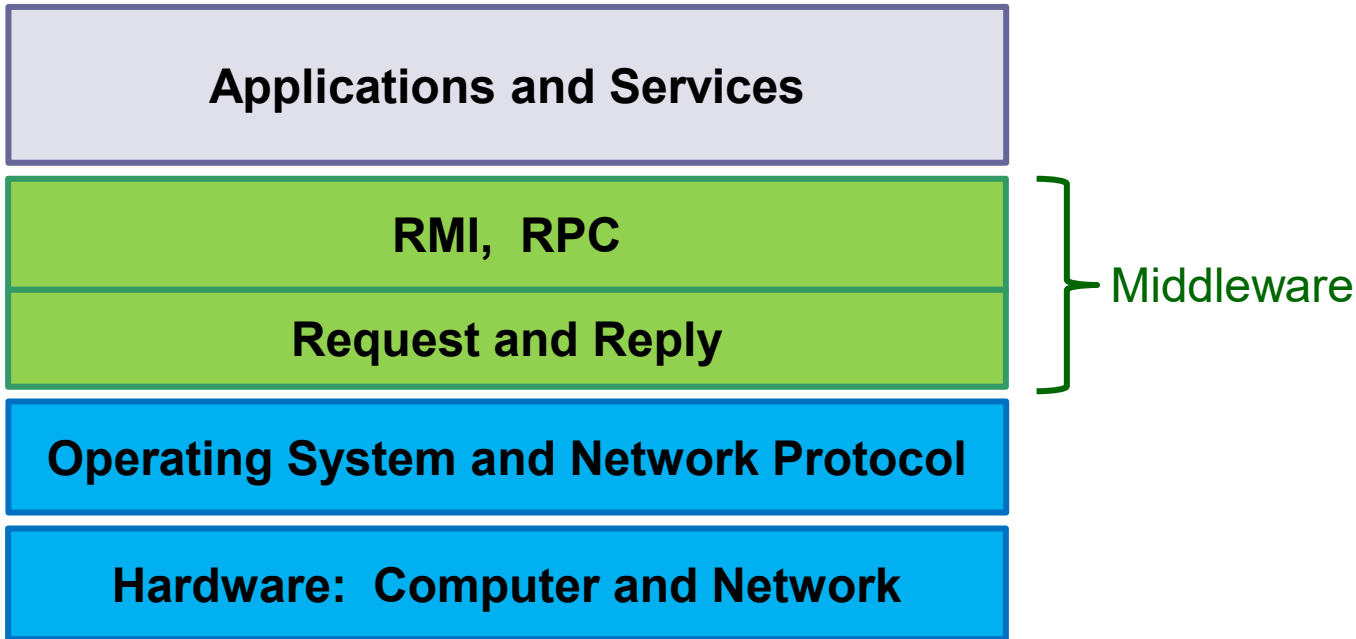 Applications and Services
RMI, RPC
Middleware
Request and Reply
Operating System and Network Protocol
Hardware: Computer and Network